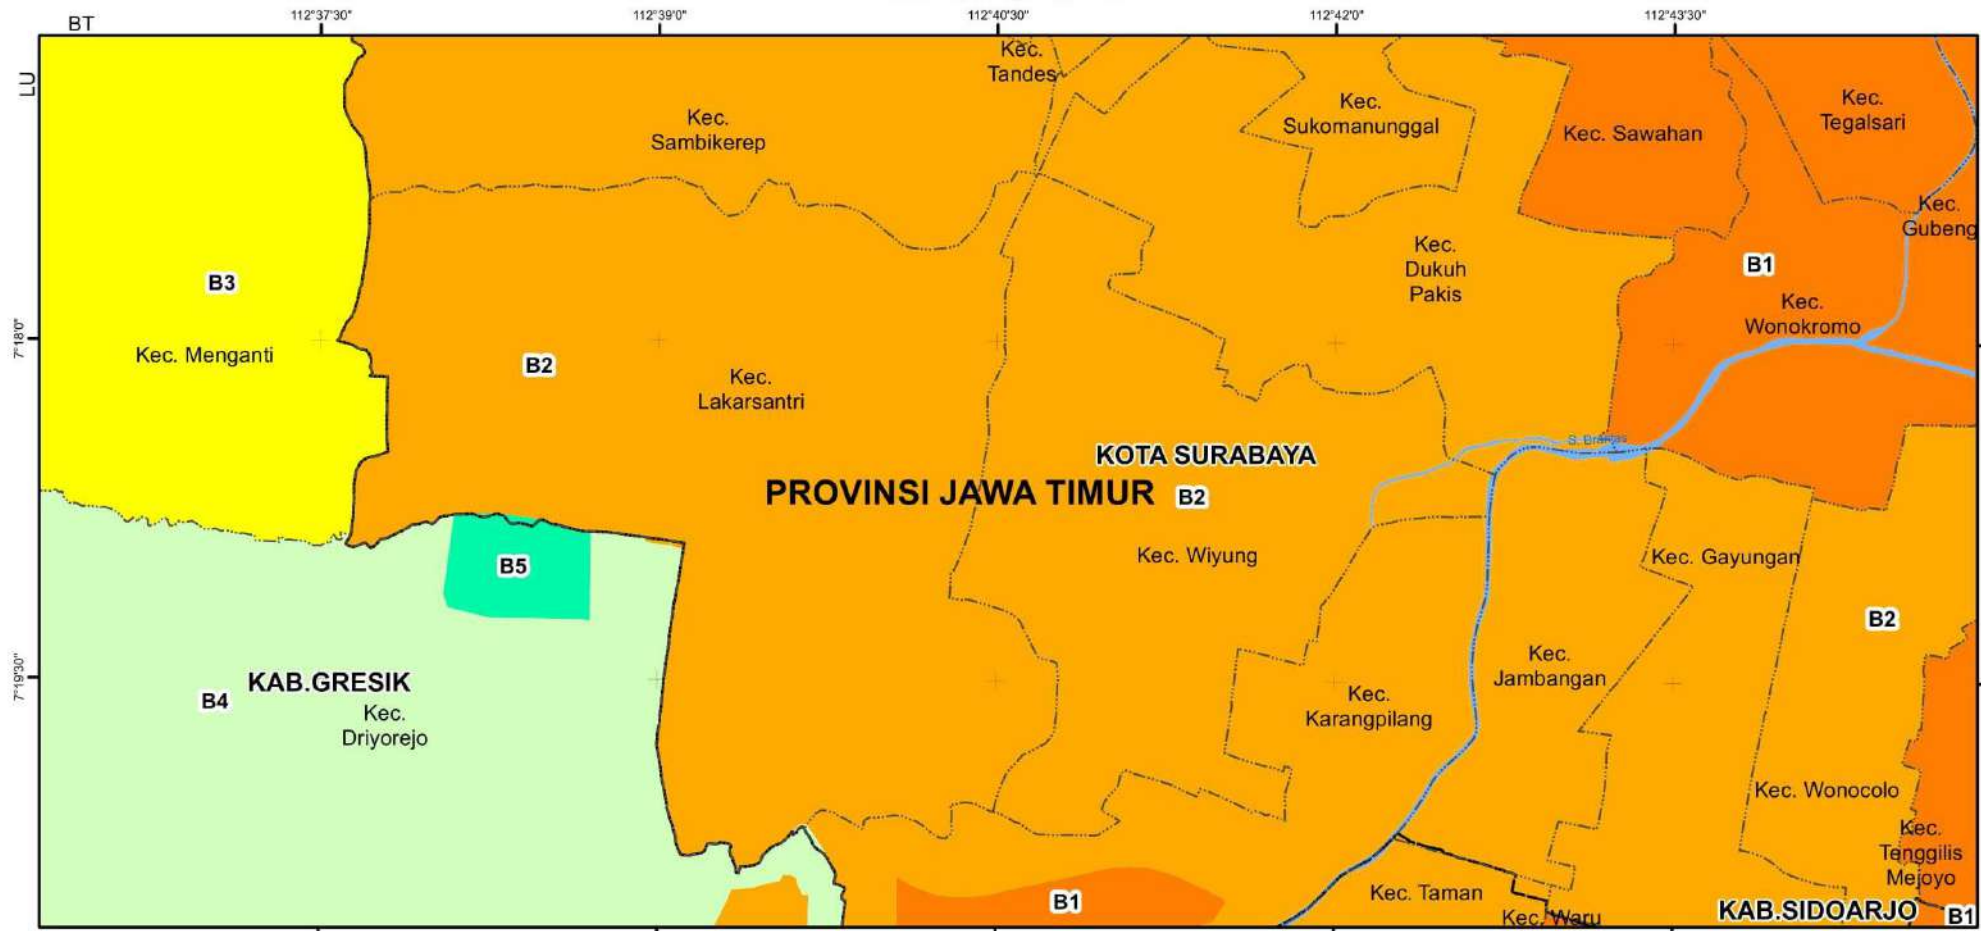 BT
112°37'30"
112°39'0"
112°40'30"
112°42'0"
112°43'30"
LU
7°18'0"
7°19'30"
Kec.
Tandes
Kec.
Sambikerep
Kec.
Sukomanunggal
Kec. Sawahan
Kec.
Tegalsari
Kec.
Gubeng
Kec.
Dukuh
Pakis
B1
Kec.
Wonokromo
B3
Kec. Menganti
B2
Kec.
Lakarsantri
S. Brantas
KOTA SURABAYA
PROVINSI JAWA TIMUR
B2
Kec. Wiyung
Kec. Gayungan
B5
B2
KAB.GRESIK
B4
Kec.
Driyorejo
Kec.
Jambangan
Kec.
Karangpilang
Kec. Wonocolo
Kec.
Tenggilis
Mejoyo
B1
Kec. Taman
Kec. Waru
KAB.SIDOARJO
B1